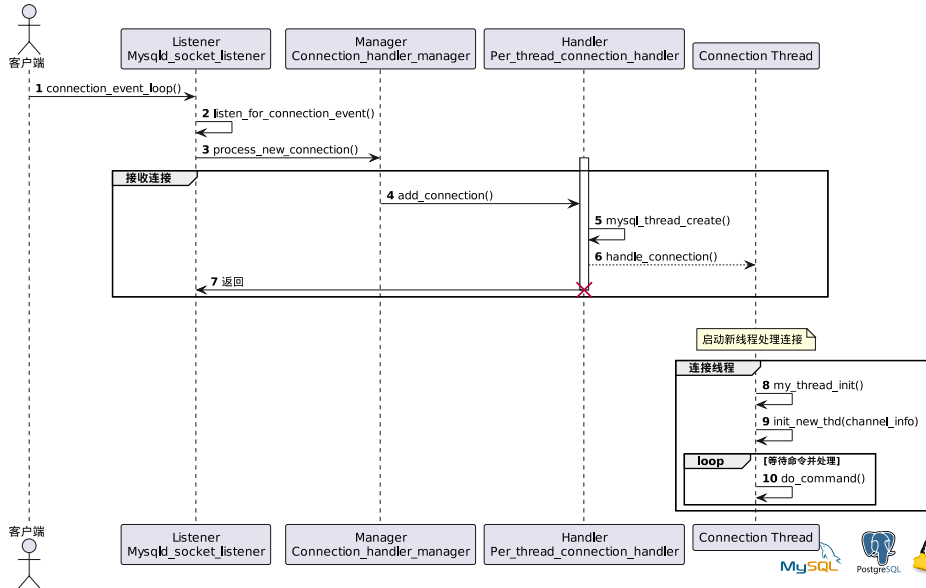 客户端
Listener
Mysqld_socket_listener
Manager
Connection_handler_manager
Handler
Per_thread_connection_handler
Connection Thread
1 connection_event_loop()
2 listen_for_connection_event()
3 process_new_connection()
接收连接
4 add_connection()
5 mysql_thread_create()
6 handle_connection()
7 返回
启动新线程处理连接
连接线程
8 my_thread_init()
9 init_new_thd(channel_info)
loop [等待命令并处理]
10 do_command()
客户端
Listener
Mysqld_socket_listener
Manager
Connection_handler_manager
Handler
Per_thread_connection_handler
Connection Thread
MySQL
PostgreSQL